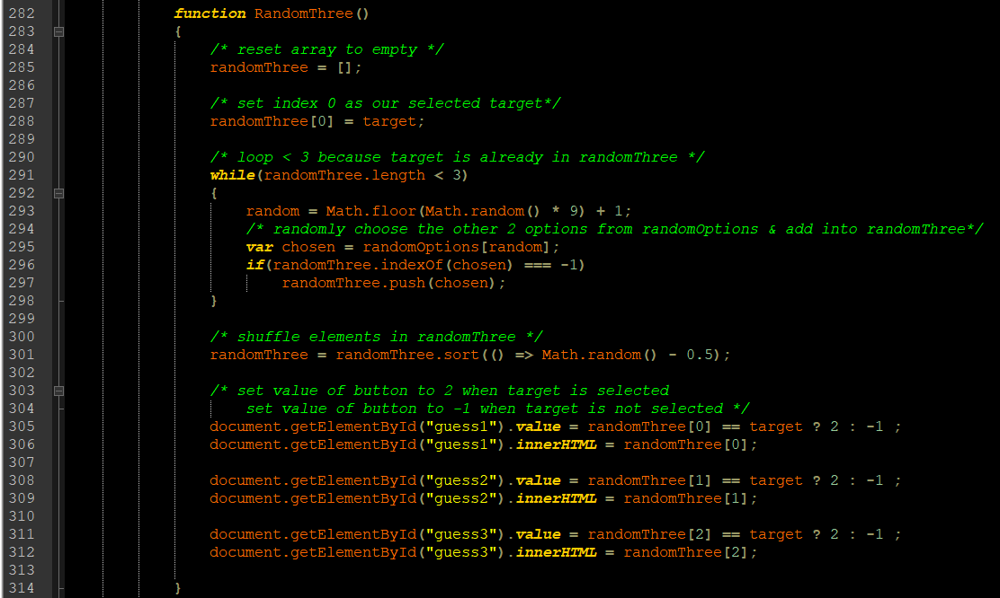 282 function RandomThree()
283 {
284 /* reset array to empty */
285 randomThree = [];
286
287 /* set index 0 as our selected target*/
288 randomThree[0] = target;
289
290 /* loop < 3 because target is already in randomThree */
291 while(randomThree.length < 3)
292 {
293 random = Math.floor(Math.random() * 9) + 1;
294 /* randomly choose the other 2 options from randomOptions & add into randomThree*/
295 var chosen = randomOptions[random];
296 if(randomThree.indexOf(chosen) === -1)
297 randomThree.push(chosen);
298 }
299
300 /* shuffle elements in randomThree */
301 randomThree = randomThree.sort(() => Math.random() - 0.5);
302
303 /* set value of button to 2 when target is selected
304 set value of button to -1 when target is not selected */
305 document.getElementById("guess1").value = randomThree[0] == target ? 2 : -1 ;
306 document.getElementById("guess1").innerHTML = randomThree[0];
307
308 document.getElementById("guess2").value = randomThree[1] == target ? 2 : -1 ;
309 document.getElementById("guess2").innerHTML = randomThree[1];
310
311 document.getElementById("guess3").value = randomThree[2] == target ? 2 : -1 ;
312 document.getElementById("guess3").innerHTML = randomThree[2];
313
314 }